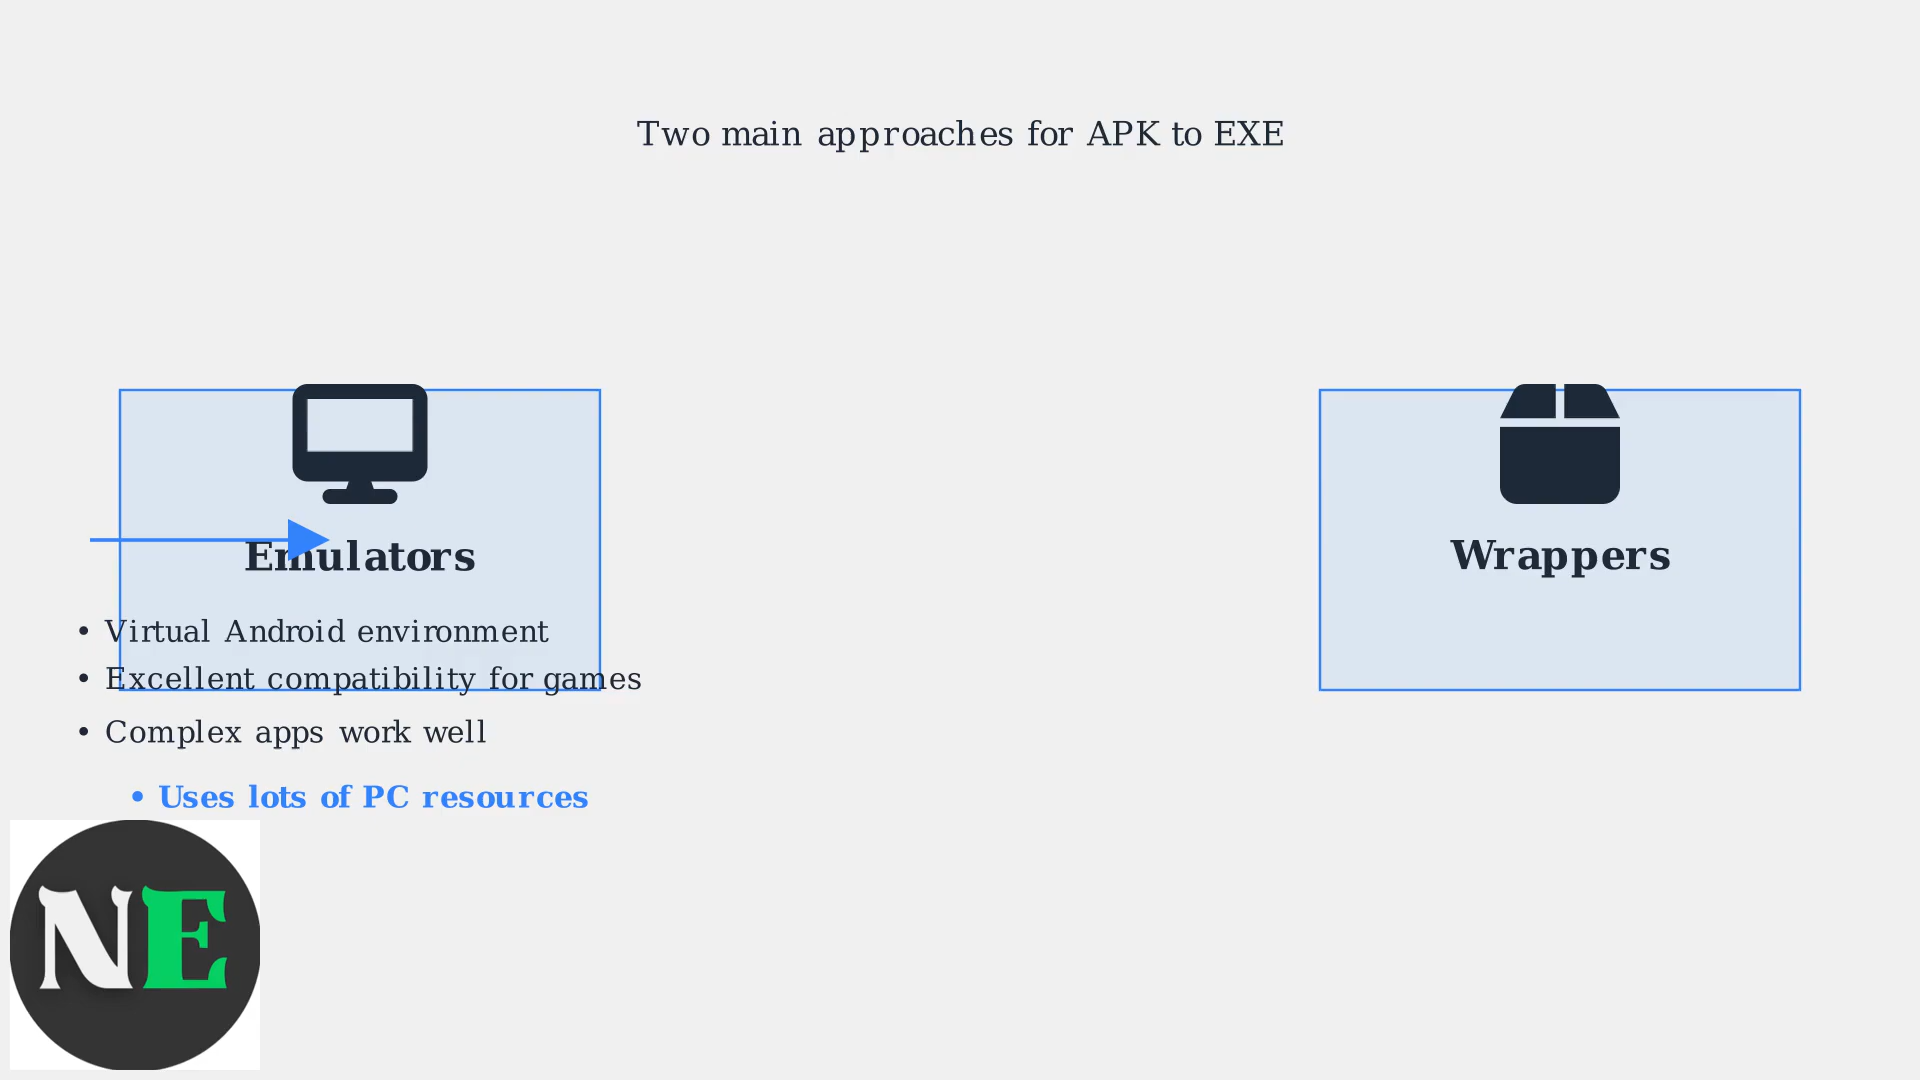 Two main approaches for APK to EXE
Emulators
• Virtual Android environment
• Excellent compatibility for games
• Complex apps work well
• Uses lots of PC resources
Wrappers
NE